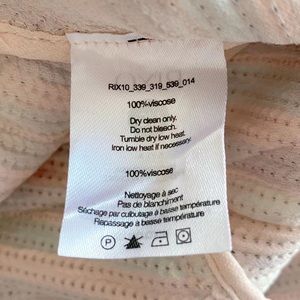 RIX10_339_319_539_014
100%viscose
Dry clean only.
Do not bleach.
Tumble dry low heat.
Iron low heat if necessary.
100%viscose
Nettoyage à sec
Pas de blanchiment
Séchage par culbutage à basse température
Repassage à basse température
P